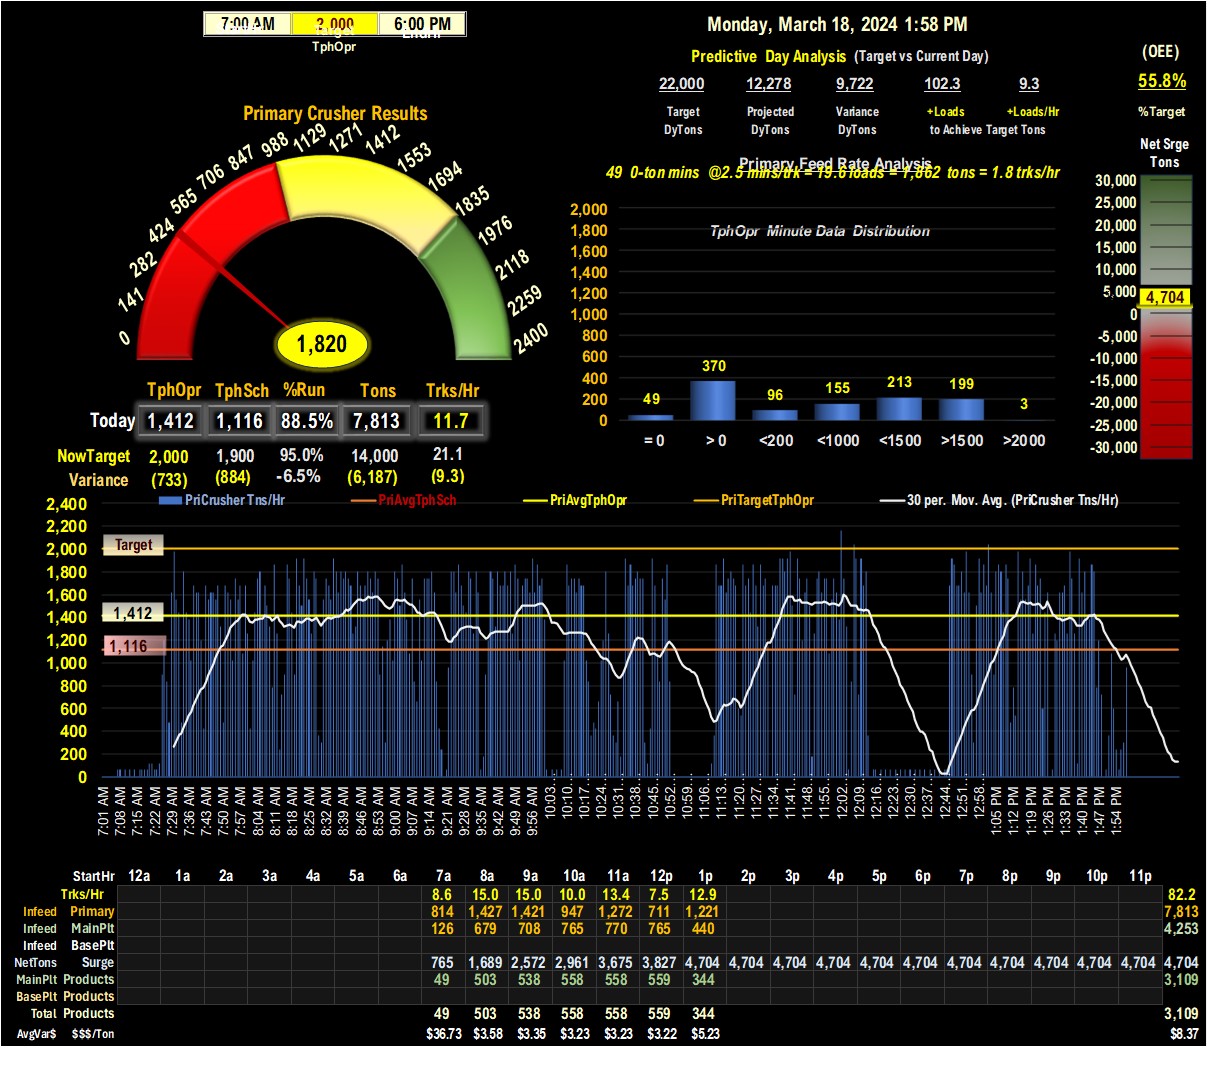 7:00 AM 2,000 6:00 PM
Target
TphOpr
Monday, March 18, 2024 1:58 PM
Predictive Day Analysis (Target vs Current Day)
22,000 12,278 9,722 102.3 9.3
Target Projected Variance +Loads +Loads/Hr
DyTons DyTons DyTons to Achieve Target Tons
(OEE)
55.8%
%Target
Net Srge
Tons
Primary Crusher Results
0 141 282 424 565 706 847 988 1129 1271 1412 1553 1694 1835 1976 2118 2259 2400
1,820
Primary Feed Rate Analysis
49 0-ton mins @2.5 mins/trk = 19.6 loads = 1,862 tons = 1.8 trks/hr
TphOpr Minute Data Distribution
2,000
1,800
1,600
1,400
1,200
1,000
800
600
400
200
0
49 370 96 155 213 199 3
= 0 > 0 <200 <1000 <1500 >1500 >2000
30,000
25,000
20,000
15,000
10,000
5,000
4,704
0
-5,000
-10,000
-15,000
-20,000
-25,000
-30,000
TphOpr TphSch %Run Tons Trks/Hr
Today 1,412 1,116 88.5% 7,813 11.7
NowTarget 2,000 1,900 95.0% 14,000 21.1
Variance (733) (884) -6.5% (6,187) (9.3)
PriCrusher Tns/Hr PriAvgTphSch PriAvgTphOpr PriTargetTphOpr 30 per. Mov. Avg. (PriCrusher Tns/Hr)
2,400
2,200
2,000
1,800
1,600
1,400
1,200
1,000
800
600
400
200
0
Target
1,412
1,116
7:01 AM 7:08 AM 7:15 AM 7:22 AM 7:29 AM 7:36 AM 7:43 AM 7:50 AM 7:57 AM 8:04 AM 8:11 AM 8:18 AM 8:25 AM 8:32 AM 8:39 AM 8:46 AM 8:53 AM 9:00 AM 9:07 AM 9:14 AM 9:21 AM 9:28 AM 9:35 AM 9:42 AM 9:49 AM 9:56 AM 10:03… 10:10… 10:17… 10:24… 10:31… 10:38… 10:45… 10:52… 10:59… 11:06… 11:13… 11:20… 11:27… 11:34… 11:41… 11:48… 11:55… 12:02… 12:09… 12:16… 12:23… 12:30… 12:37… 12:44… 12:51… 12:58… 1:05 PM 1:12 PM 1:19 PM 1:26 PM 1:33 PM 1:40 PM 1:47 PM 1:54 PM
StartHr 12a 1a 2a 3a 4a 5a 6a 7a 8a 9a 10a 11a 12p 1p 2p 3p 4p 5p 6p 7p 8p 9p 10p 11p
Trks/Hr 8.6 15.0 15.0 10.0 13.4 7.5 12.9 82.2
Infeed Primary 814 1,427 1,421 947 1,272 711 1,221 7,813
Infeed MainPlt 126 679 708 765 770 765 440 4,253
Infeed BasePlt
NetTons Surge 765 1,689 2,572 2,961 3,675 3,827 4,704 4,704 4,704 4,704 4,704 4,704 4,704 4,704 4,704 4,704 4,704 4,704
MainPlt Products 49 503 538 558 558 559 344 3,109
BasePlt Products
Total Products 49 503 538 558 558 559 344 3,109
AvgVar$ $$$/Ton $36.73 $3.58 $3.35 $3.23 $3.23 $3.22 $5.23 $8.37